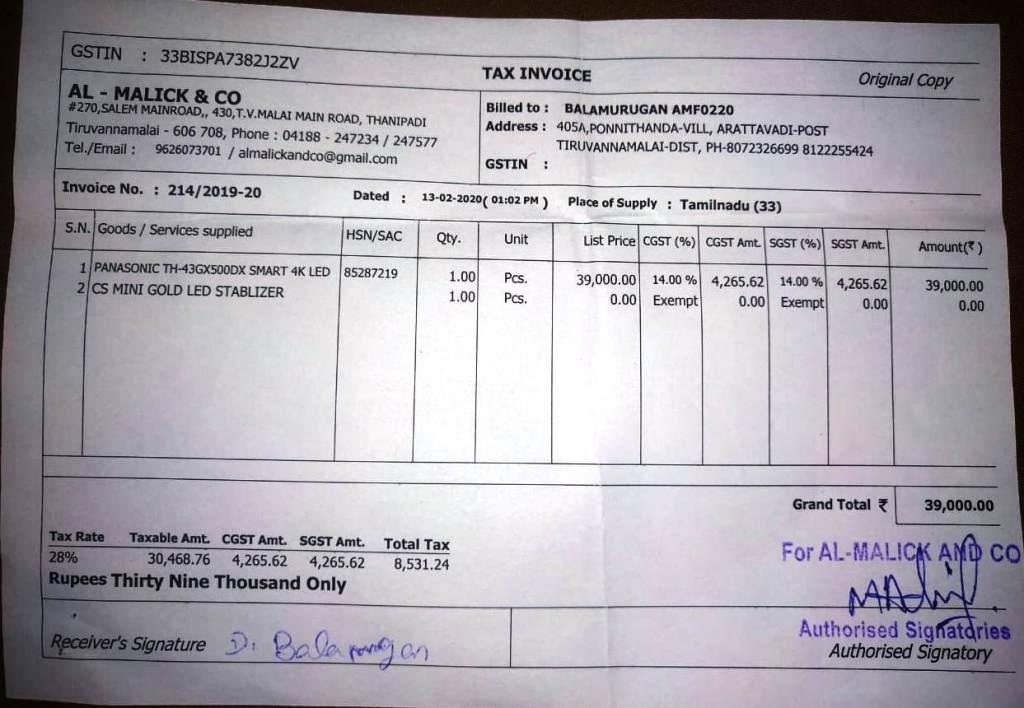 GSTIN : 33BISPA7382J2ZV
TAX INVOICE
Original Copy
AL - MALICK & CO
#270,SALEM MAINROAD,, 430,T.V.MALAI MAIN ROAD, THANIPADI
Tiruvannamalai - 606 708, Phone : 04188 - 247234 / 247577
Tel./Email : 9626073701 / almalickandco@gmail.com
Billed to : BALAMURUGAN AMF0220
Address : 405A,PONNITHANDA-VILL, ARATTAVADI-POST
TIRUVANNAMALAI-DIST, PH-8072326699 8122255424
GSTIN :
Invoice No. : 214/2019-20 Dated : 13-02-2020( 01:02 PM ) Place of Supply : Tamilnadu (33)
S.N. Goods / Services supplied HSN/SAC Qty. Unit List Price CGST (%) CGST Amt. SGST (%) SGST Amt. Amount(₹ )
1 PANASONIC TH-43GX500DX SMART 4K LED 85287219 1.00 Pcs. 39,000.00 14.00 % 4,265.62 14.00 % 4,265.62 39,000.00
2 CS MINI GOLD LED STABLIZER 1.00 Pcs. 0.00 Exempt 0.00 Exempt 0.00 0.00
Grand Total ₹ 39,000.00
Tax Rate Taxable Amt. CGST Amt. SGST Amt. Total Tax
28% 30,468.76 4,265.62 4,265.62 8,531.24
Rupees Thirty Nine Thousand Only
For AL-MALICK AND CO
Authorised Signatories
Receiver's Signature D. Balamurugan
Authorised Signatory